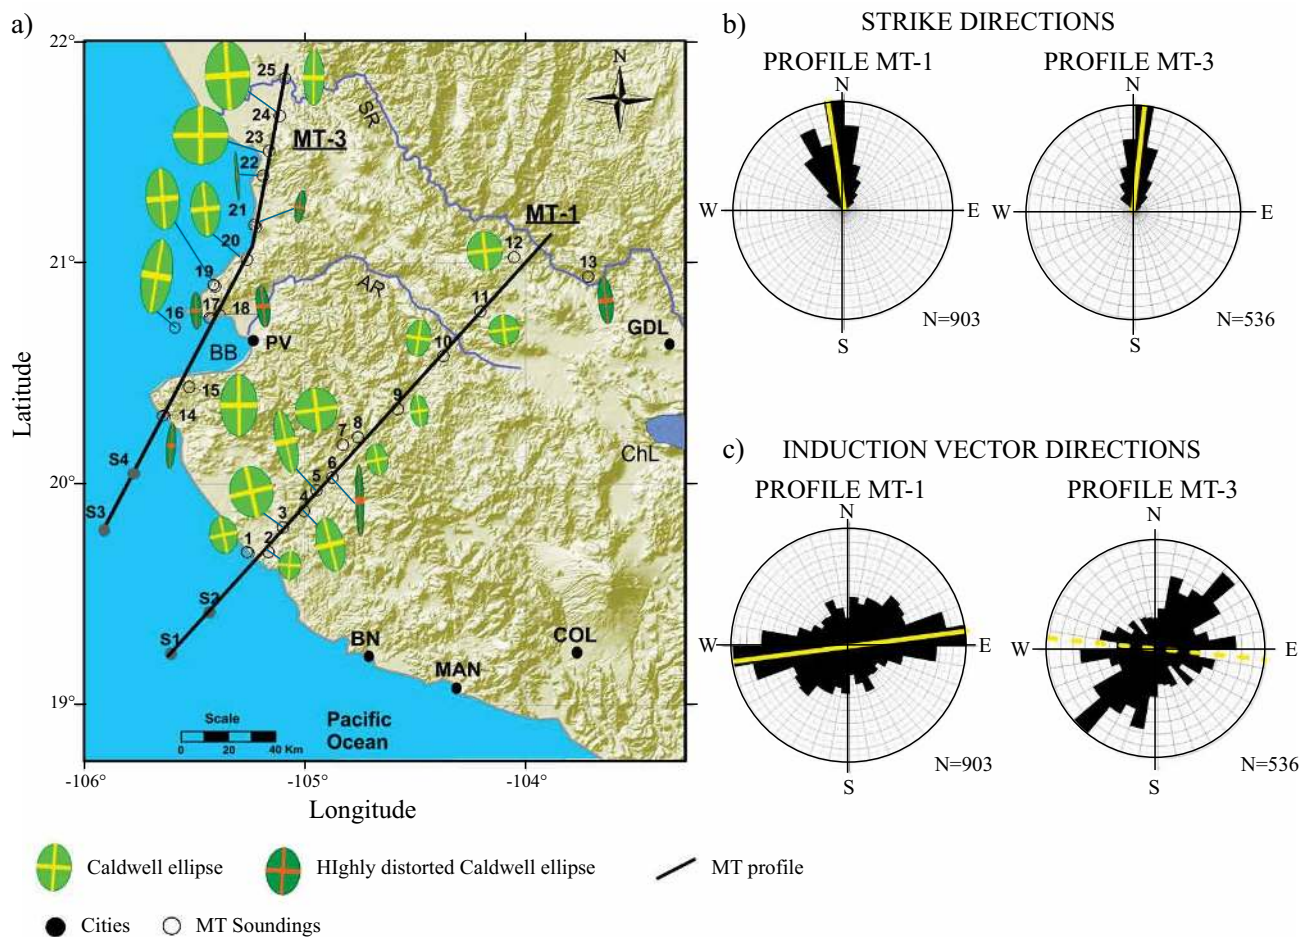 a)
22°
21°
20°
19°
Latitude
-106°
-105°
-104°
Longitude
N
25
24
23
22
21
20
19
18
17
16
15
14
MT-3
SR
MT-1
12
13
11
10
9
8
7
6
5
4
3
2
1
AR
GDL
PV
BB
ChL
S4
S3
S2
S1
BN
MAN
COL
Scale
0 20 40 Km
Pacific
Ocean
Caldwell ellipse
HIghly distorted Caldwell ellipse
MT profile
Cities
MT Soundings
b)
STRIKE DIRECTIONS
PROFILE MT-1
N
W
E
S
N=903
PROFILE MT-3
N
W
E
S
N=536
c)
INDUCTION VECTOR DIRECTIONS
PROFILE MT-1
N
W
E
S
N=903
PROFILE MT-3
N
W
E
S
N=536